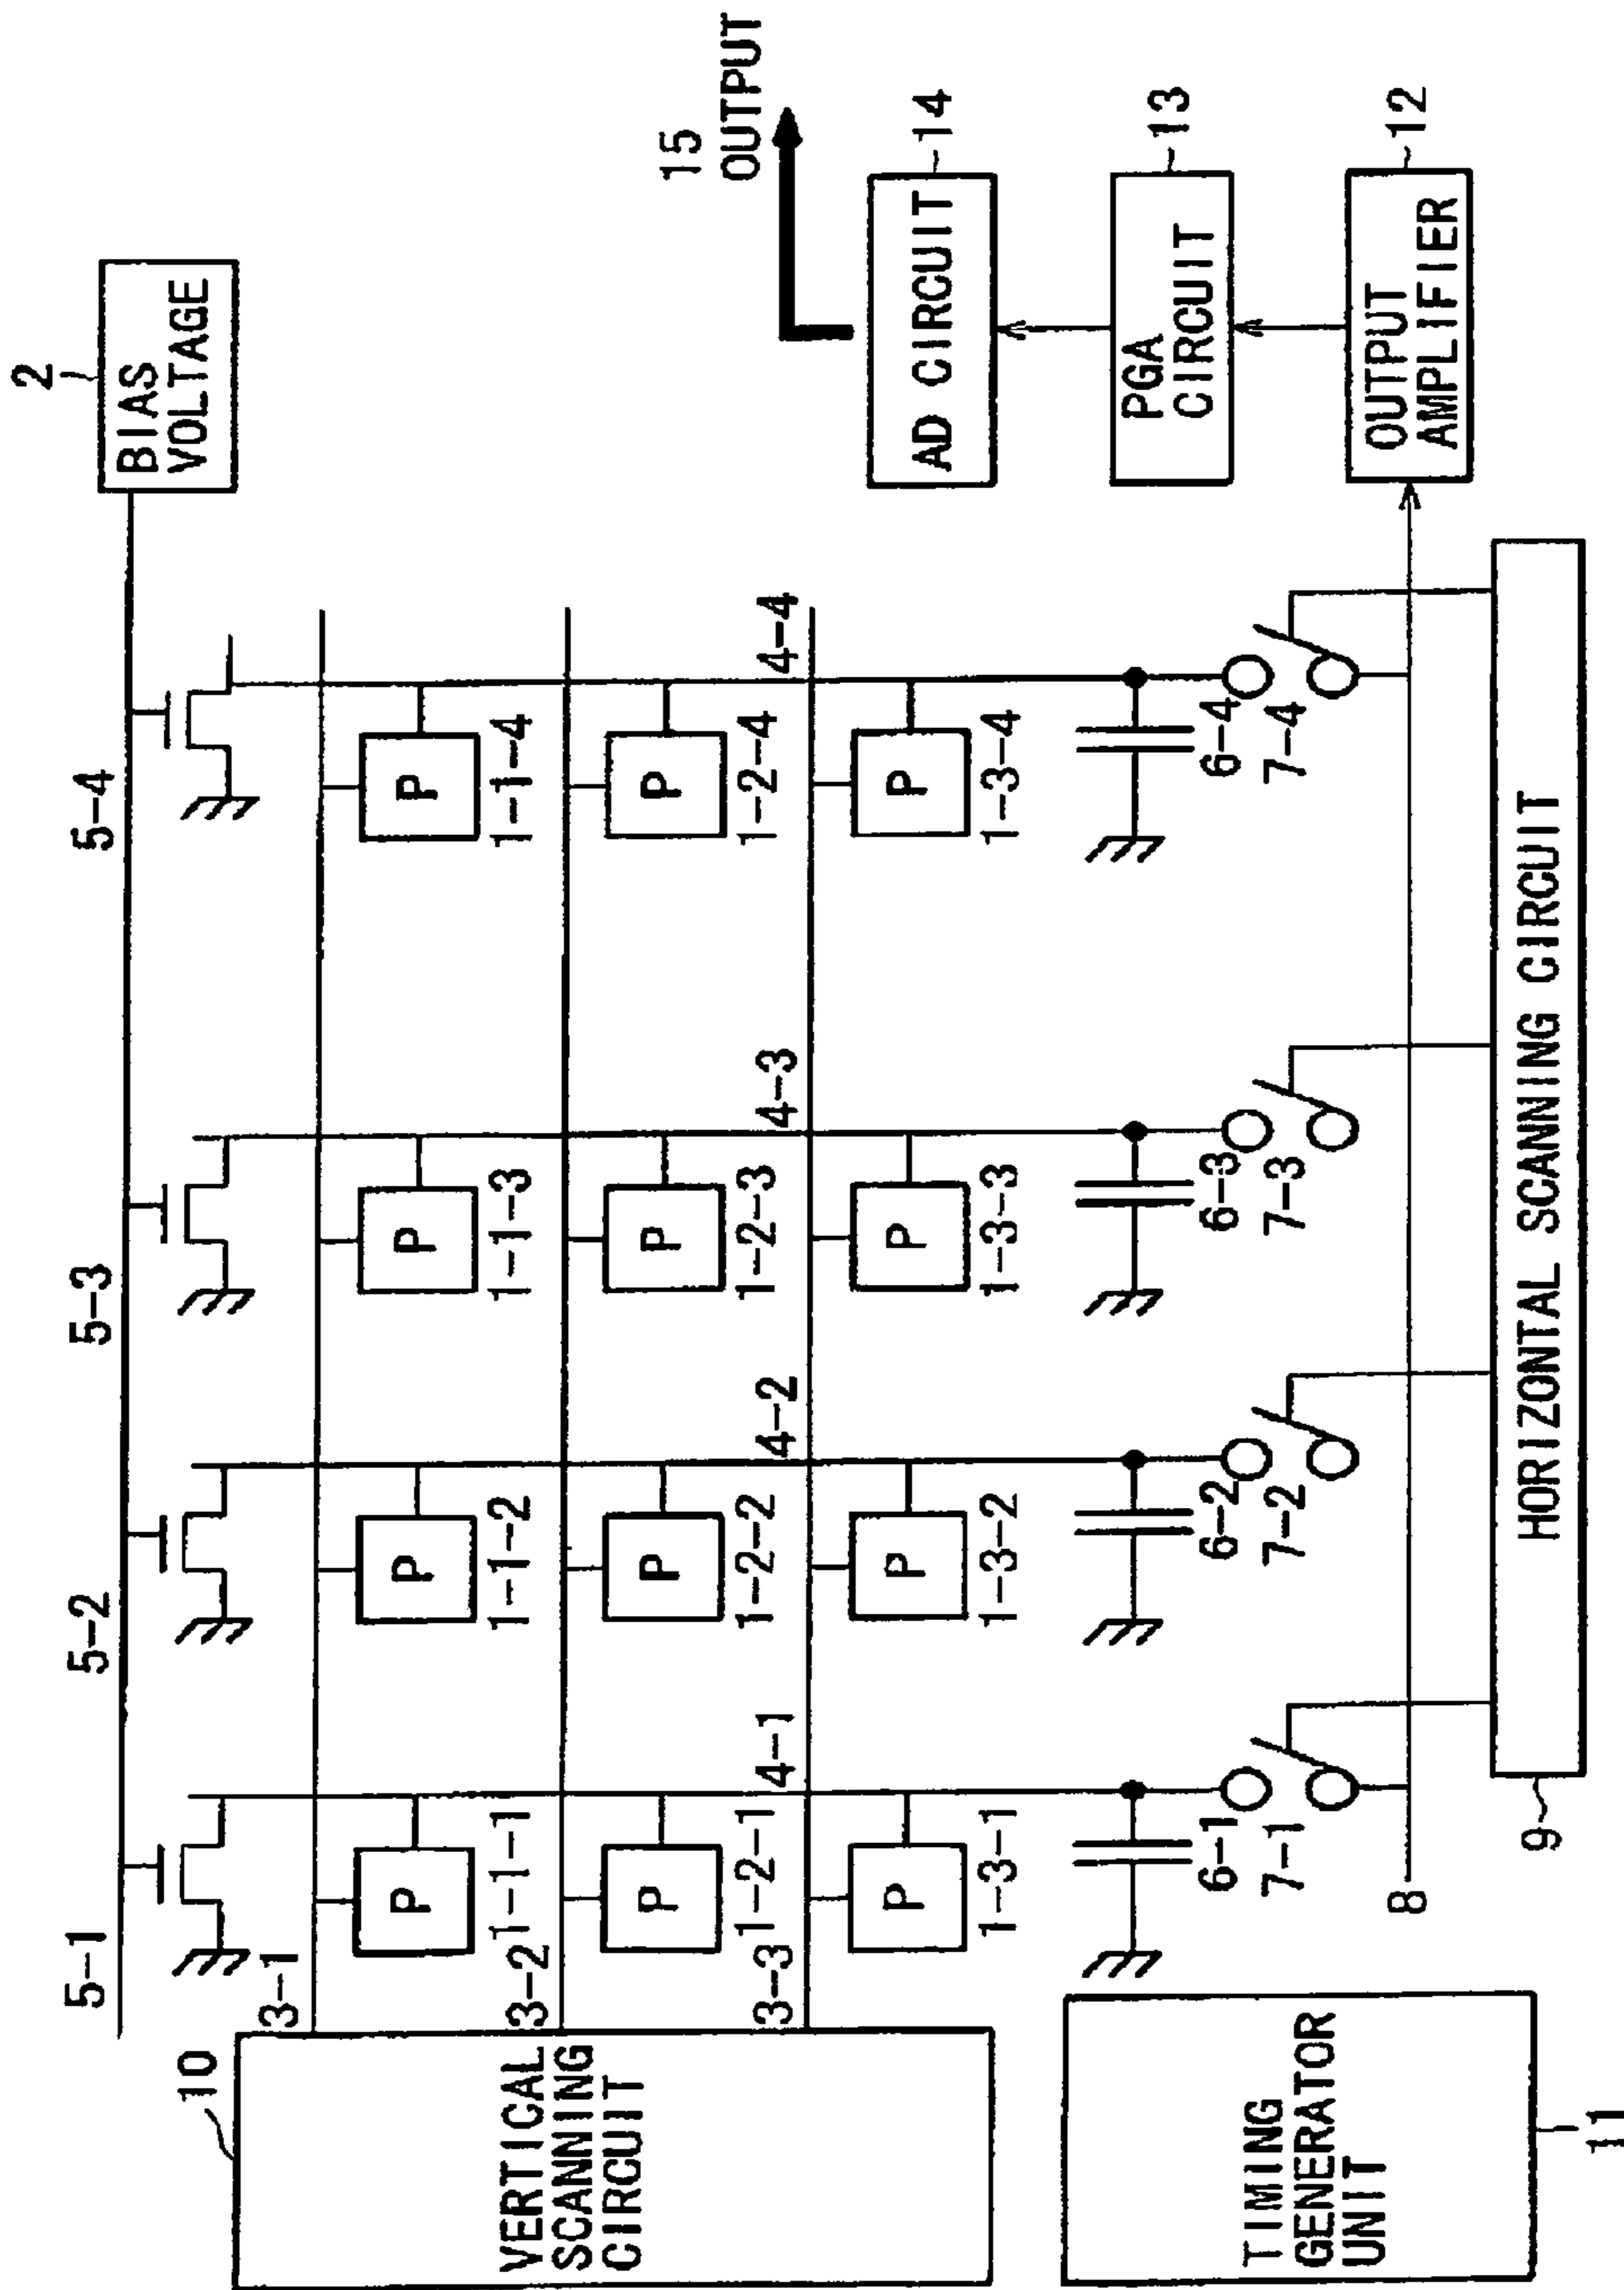 2
BIAS
VOLTAGE
15
OUTPUT
5-1
5-2
5-3
5-4
10
VERTICAL
SCANNING
CIRCUIT
3-1
P
P
P
P
1-1-1
1-1-2
1-1-3
1-1-4
3-2
P
P
P
P
1-2-1
1-2-2
1-2-3
1-2-4
3-3
4-1
4-2
4-3
4-4
P
P
P
P
1-3-1
1-3-2
1-3-3
1-3-4
AD CIRCUIT
14
PGA
CIRCUIT
13
OUTPUT
AMPLIFIER
12
TIMING
GENERATOR
UNIT
11
6-1
6-2
6-3
6-4
7-1
7-2
7-3
7-4
8
9
HORIZONTAL SCANNING CIRCUIT